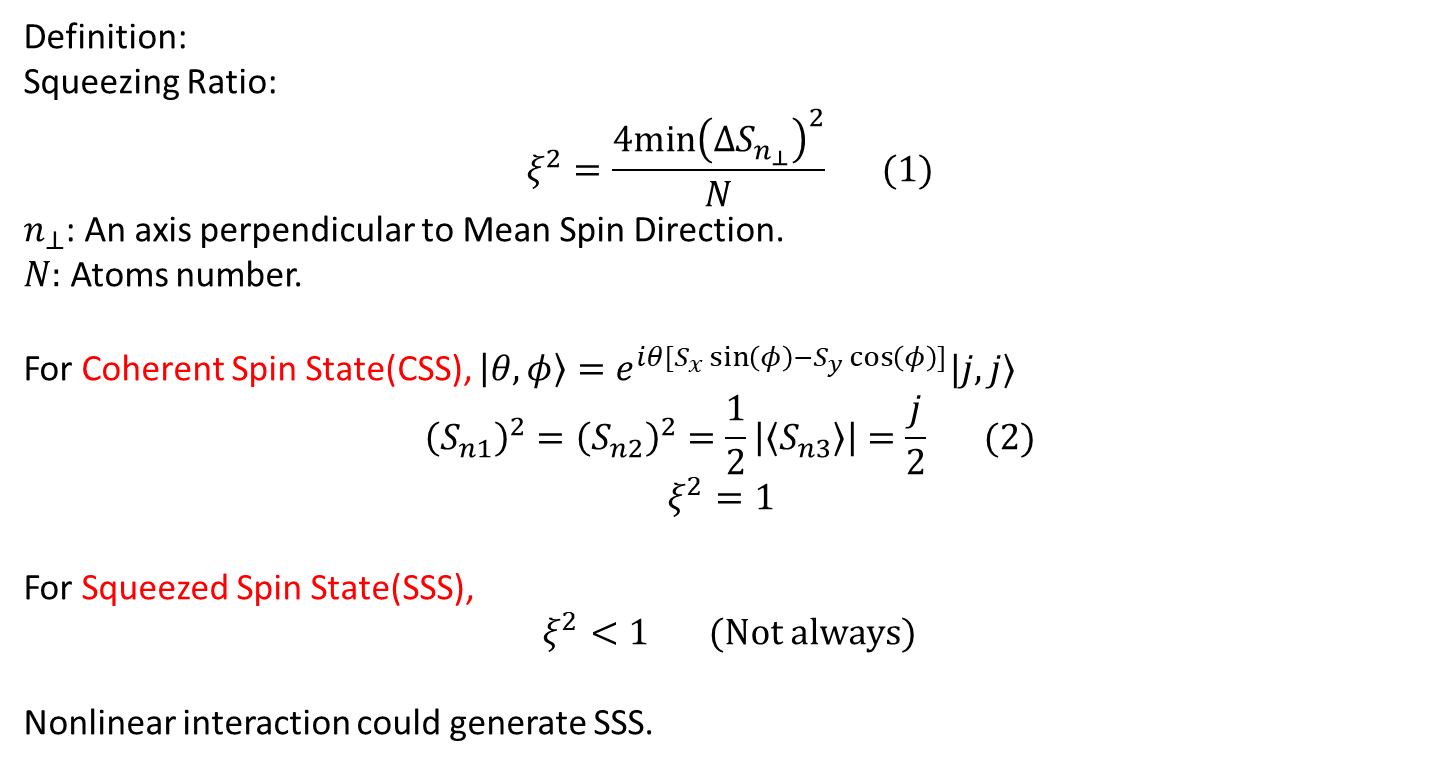 Definition:
Squeezing Ratio:
ξ² = 4min(ΔS_{n⊥})² / N (1)
n⊥: An axis perpendicular to Mean Spin Direction.
N: Atoms number.
For Coherent Spin State(CSS), |θ, ϕ⟩ = e^{iθ[S_x sin(ϕ)−S_y cos(ϕ)]}|j, j⟩
(S_{n1})² = (S_{n2})² = 1/2 |⟨S_{n3}⟩| = j/2 (2)
ξ² = 1
For Squeezed Spin State(SSS),
ξ² < 1 (Not always)
Nonlinear interaction could generate SSS.